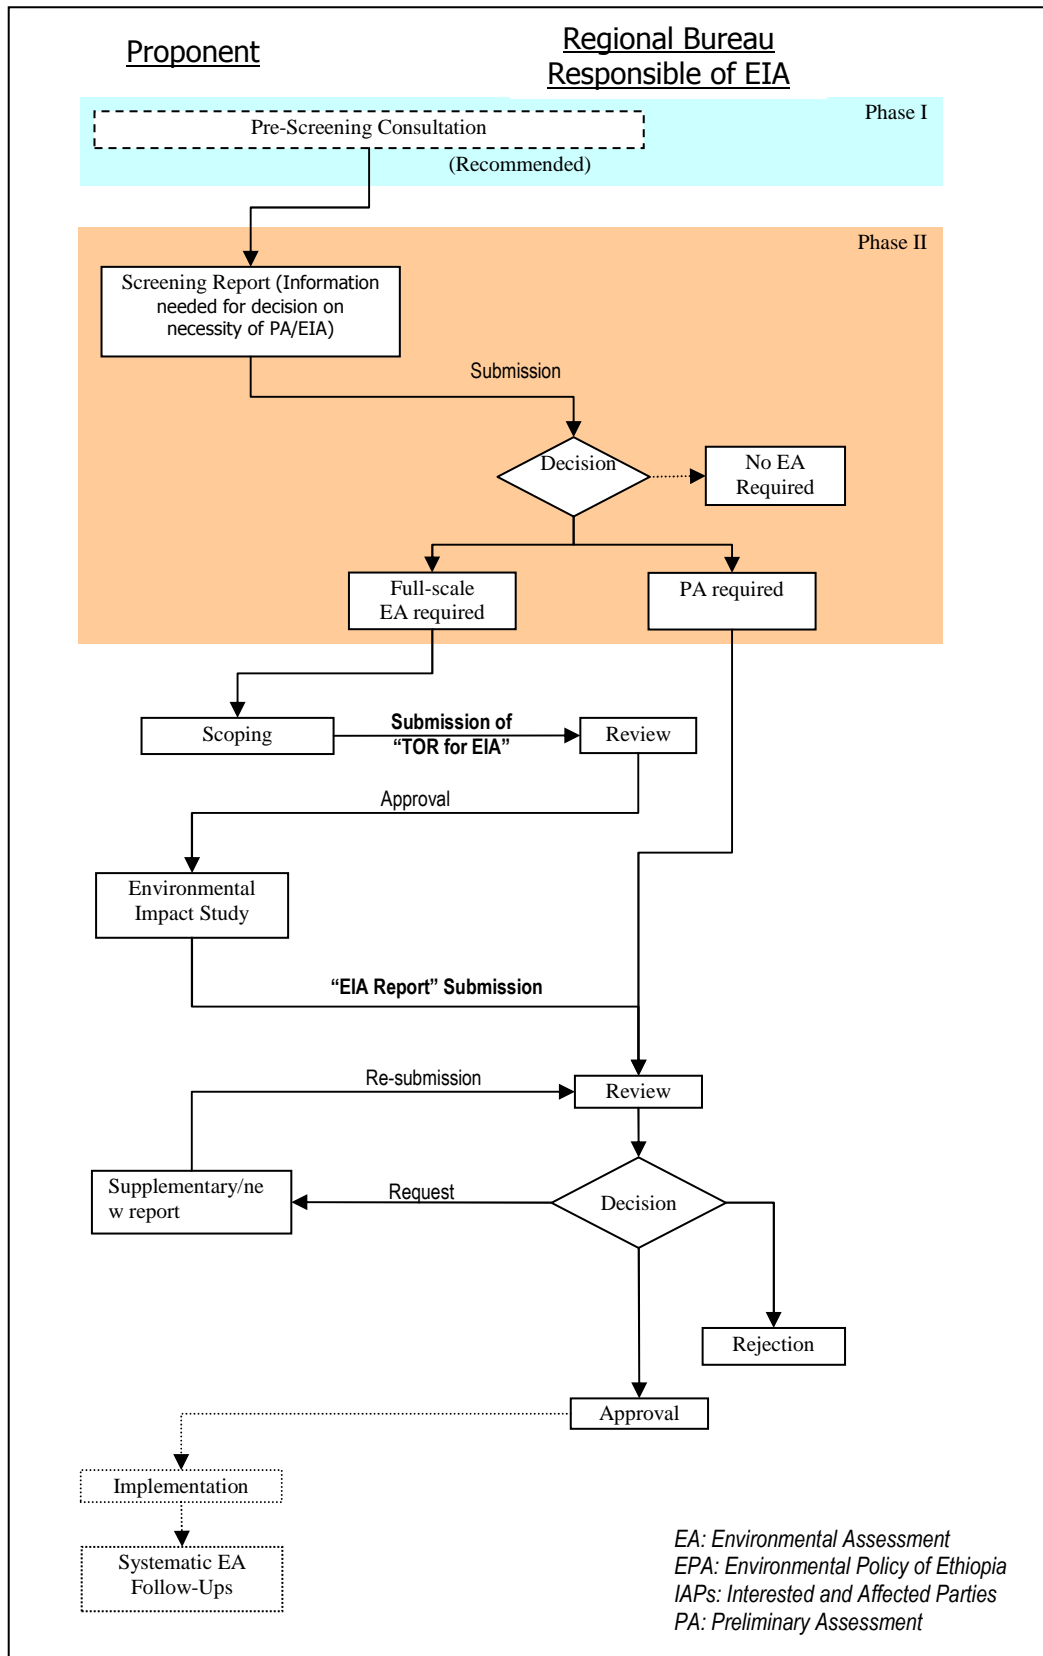 Proponent
Regional Bureau
Responsible of EIA
Phase I
Pre-Screening Consultation
(Recommended)
Phase II
Screening Report (Information
needed for decision on
necessity of PA/EIA)
Submission
Decision
No EA
Required
Full-scale
EA required
PA required
Scoping
Submission of
“TOR for EIA”
Review
Approval
Environmental
Impact Study
“EIA Report” Submission
Re-submission
Review
Supplementary/ne
w report
Request
Decision
Rejection
Approval
Implementation
Systematic EA
Follow-Ups
EA: Environmental Assessment
EPA: Environmental Policy of Ethiopia
IAPs: Interested and Affected Parties
PA: Preliminary Assessment